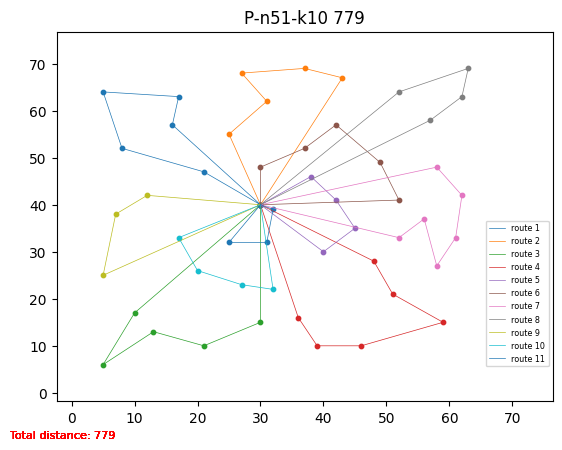 P-n51-k10 779
70
60
50
40
30
20
10
0
0 10 20 30 40 50 60 70
route 1
route 2
route 3
route 4
route 5
route 6
route 7
route 8
route 9
route 10
route 11
Total distance: 779